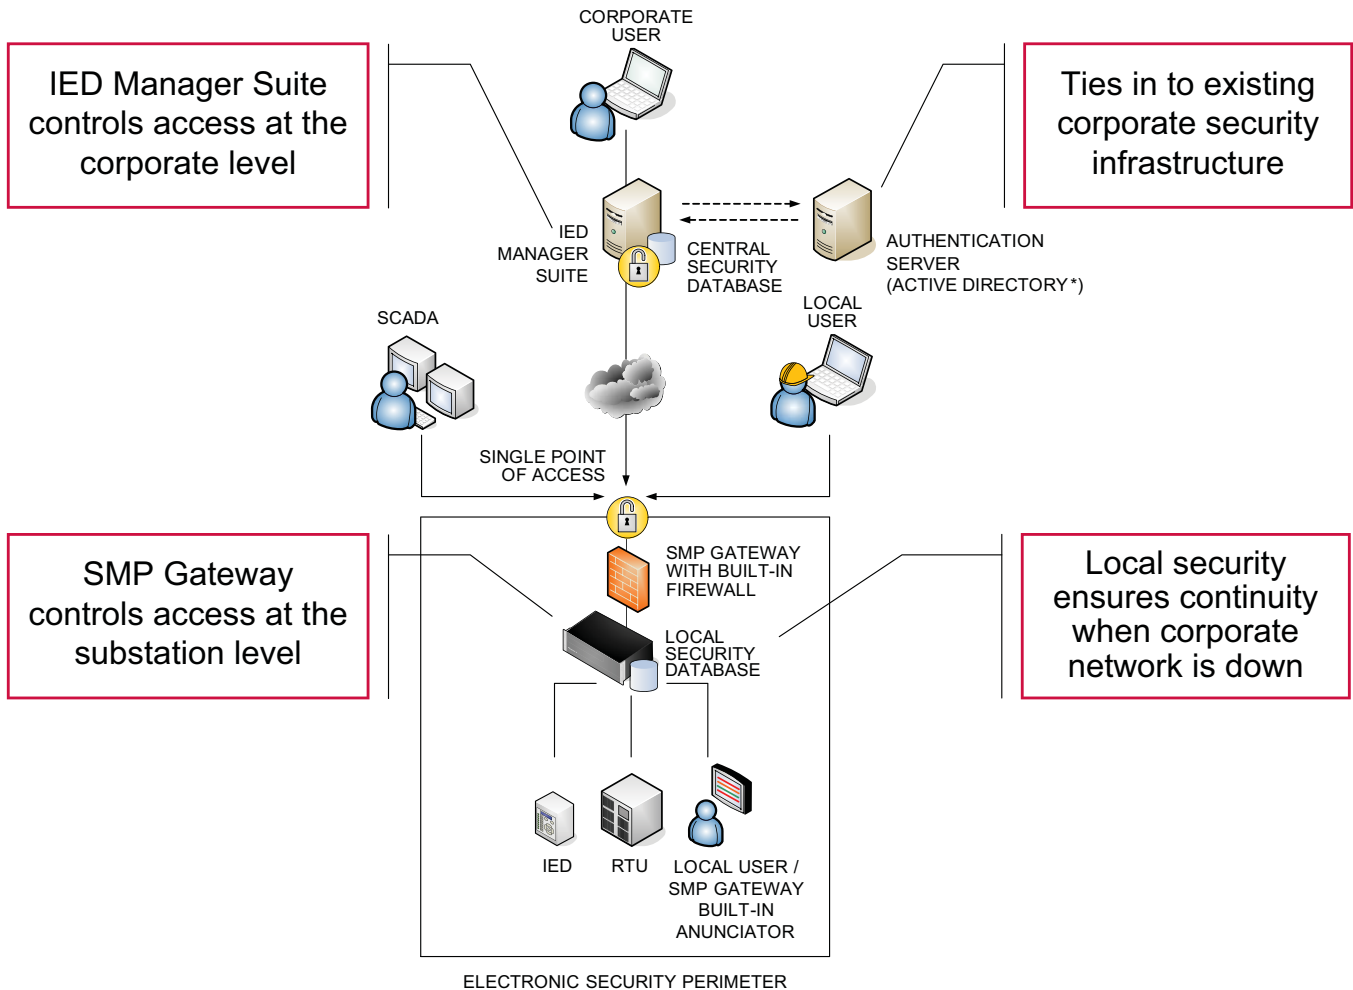 CORPORATE
USER
IED Manager Suite
controls access at the
corporate level
Ties in to existing
corporate security
infrastructure
IED
MANAGER
SUITE
CENTRAL
SECURITY
DATABASE
AUTHENTICATION
SERVER
(ACTIVE DIRECTORY*)
SCADA
LOCAL
USER
SINGLE POINT
OF ACCESS
SMP Gateway
controls access at the
substation level
SMP GATEWAY
WITH BUILT-IN
FIREWALL
LOCAL
SECURITY
DATABASE
Local security
ensures continuity
when corporate
network is down
IED
RTU
LOCAL USER /
SMP GATEWAY
BUILT-IN
ANUNCIATOR
ELECTRONIC SECURITY PERIMETER